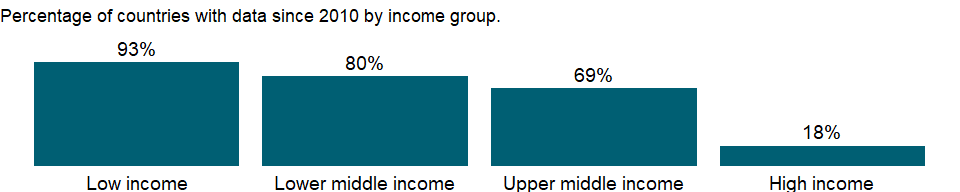 Percentage of countries with data since 2010 by income group.
93%
80%
69%
18%
Low income
Lower middle income
Upper middle income
High income